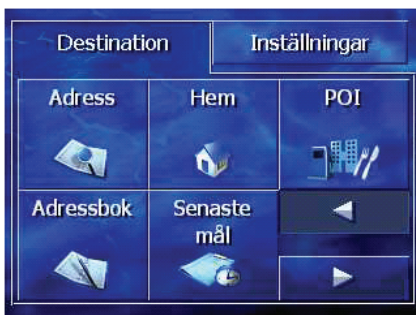 Destination
Inställningar
Adress
Hem
POI
Adressbok
Senaste
mål